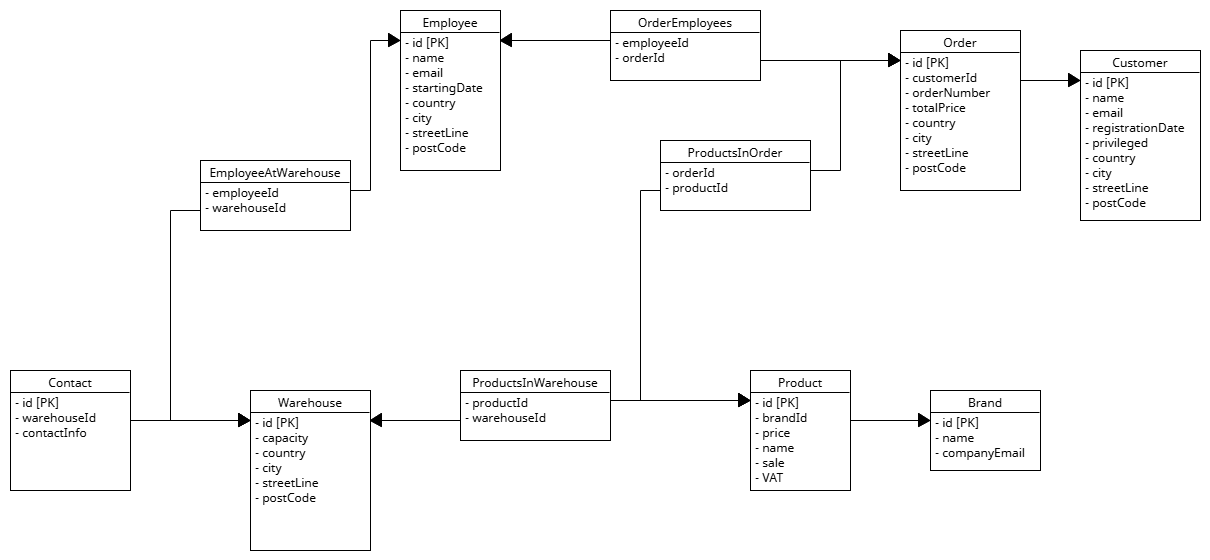 Employee
- id [PK]
- name
- email
- startingDate
- country
- city
- streetLine
- postCode
OrderEmployees
- employeeId
- orderId
Order
- id [PK]
- customerId
- orderNumber
- totalPrice
- country
- city
- streetLine
- postCode
Customer
- id [PK]
- name
- email
- registrationDate
- privileged
- country
- city
- streetLine
- postCode
EmployeeAtWarehouse
- employeeId
- warehouseId
ProductsInOrder
- orderId
- productId
Contact
- id [PK]
- warehouseId
- contactInfo
Warehouse
- id [PK]
- capacity
- country
- city
- streetLine
- postCode
ProductsInWarehouse
- productId
- warehouseId
Product
- id [PK]
- brandId
- price
- name
- sale
- VAT
Brand
- id [PK]
- name
- companyEmail